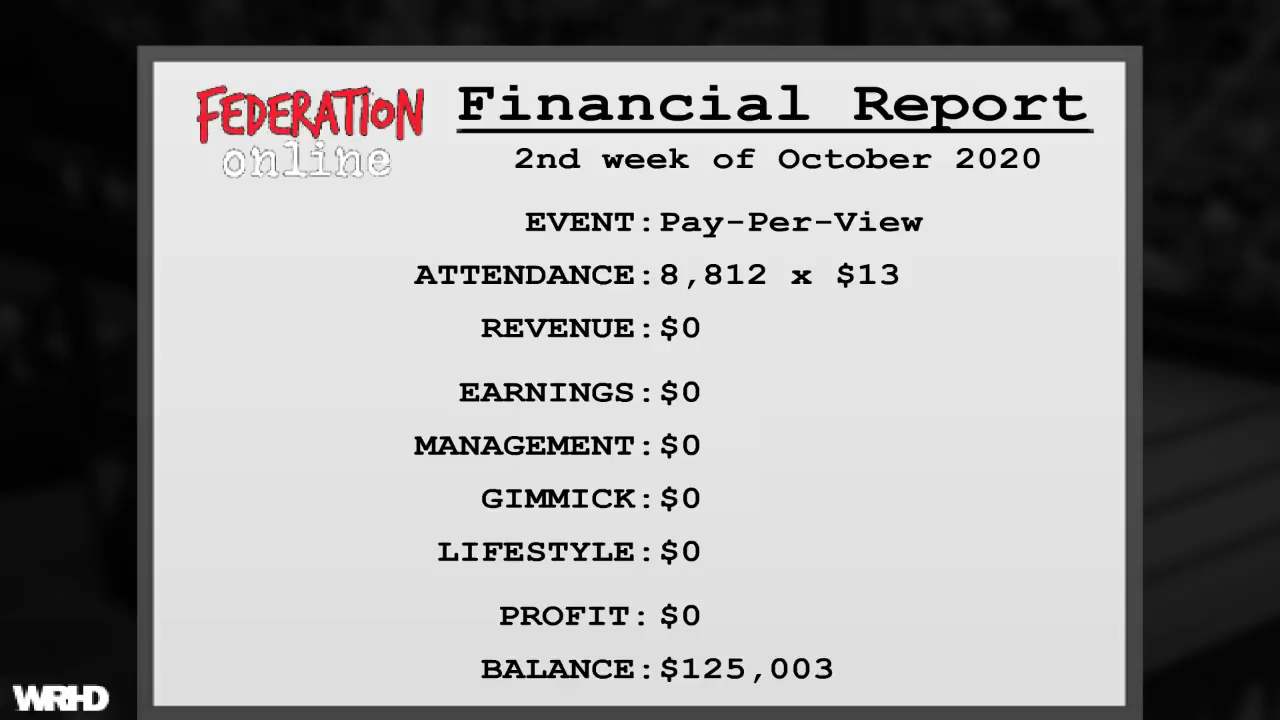 FEDERATION
online
Financial Report
2nd week of October 2020
EVENT: Pay-Per-View
ATTENDANCE: 8,812 x $13
REVENUE: $0
EARNINGS: $0
MANAGEMENT: $0
GIMMICK: $0
LIFESTYLE: $0
PROFIT: $0
BALANCE: $125,003
WRHD